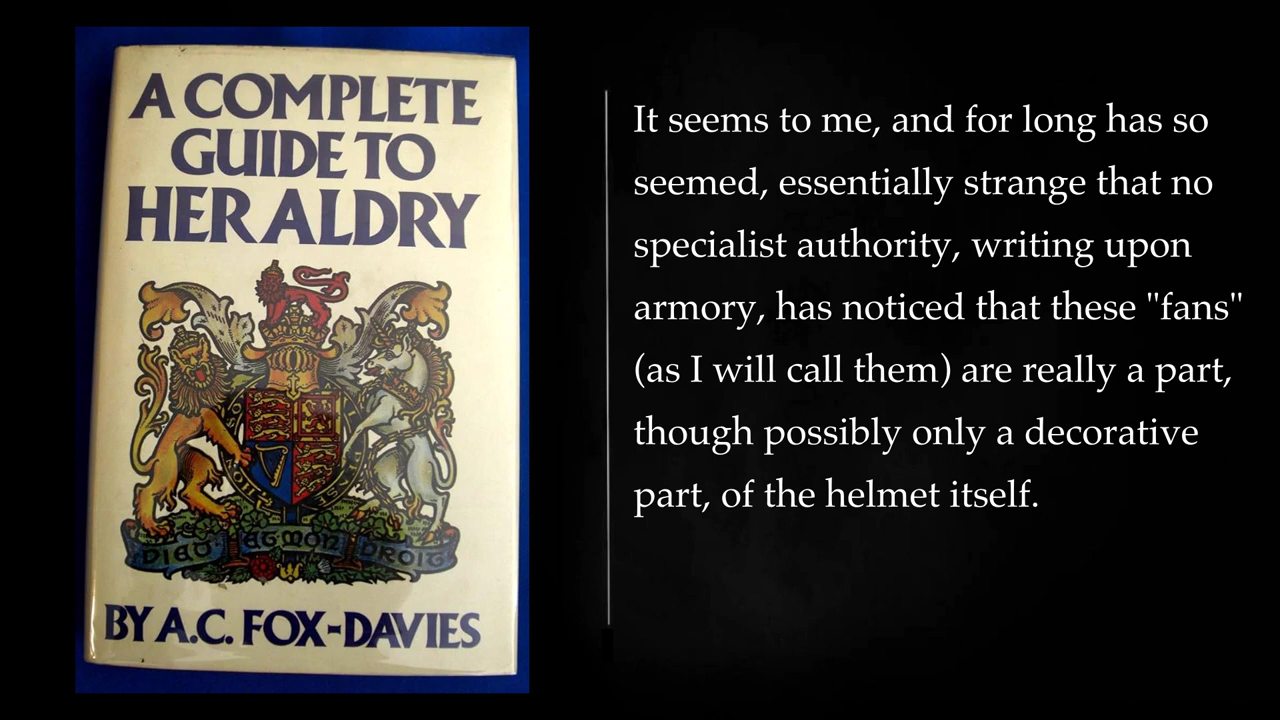 A COMPLETE
GUIDE TO
HERALDRY
DIEU ET MON DROIT
BY A.C. FOX-DAVIES
It seems to me, and for long has so
seemed, essentially strange that no
specialist authority, writing upon
armory, has noticed that these "fans"
(as I will call them) are really a part,
though possibly only a decorative
part, of the helmet itself.